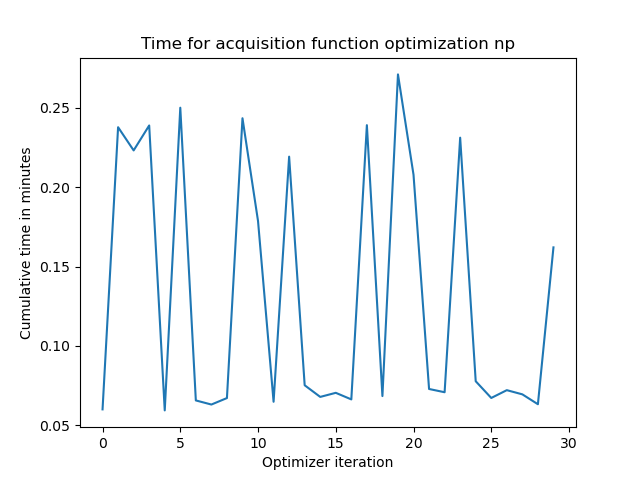 Time for acquisition function optimization np
Cumulative time in minutes
0.25
0.20
0.15
0.10
0.05
0 5 10 15 20 25 30
Optimizer iteration